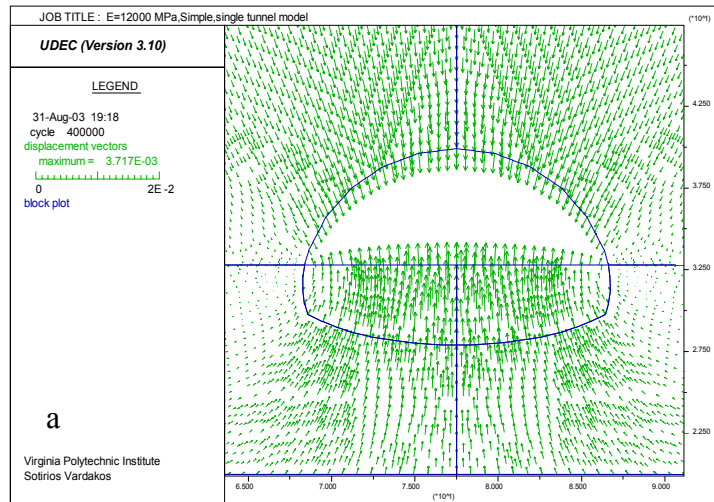 JOB TITLE : E=12000 MPa,Simple,single tunnel model
(*10^1)
UDEC (Version 3.10)
LEGEND
31-Aug-03 19:18
cycle 400000
displacement vectors
maximum = 3.717E-03
0 2E -2
block plot
a
Virginia Polytechnic Institute
Sotirios Vardakos
4.250
3.750
3.250
2.750
2.250
6.500 7.000 7.500 8.000 8.500 9.000
(*10^1)